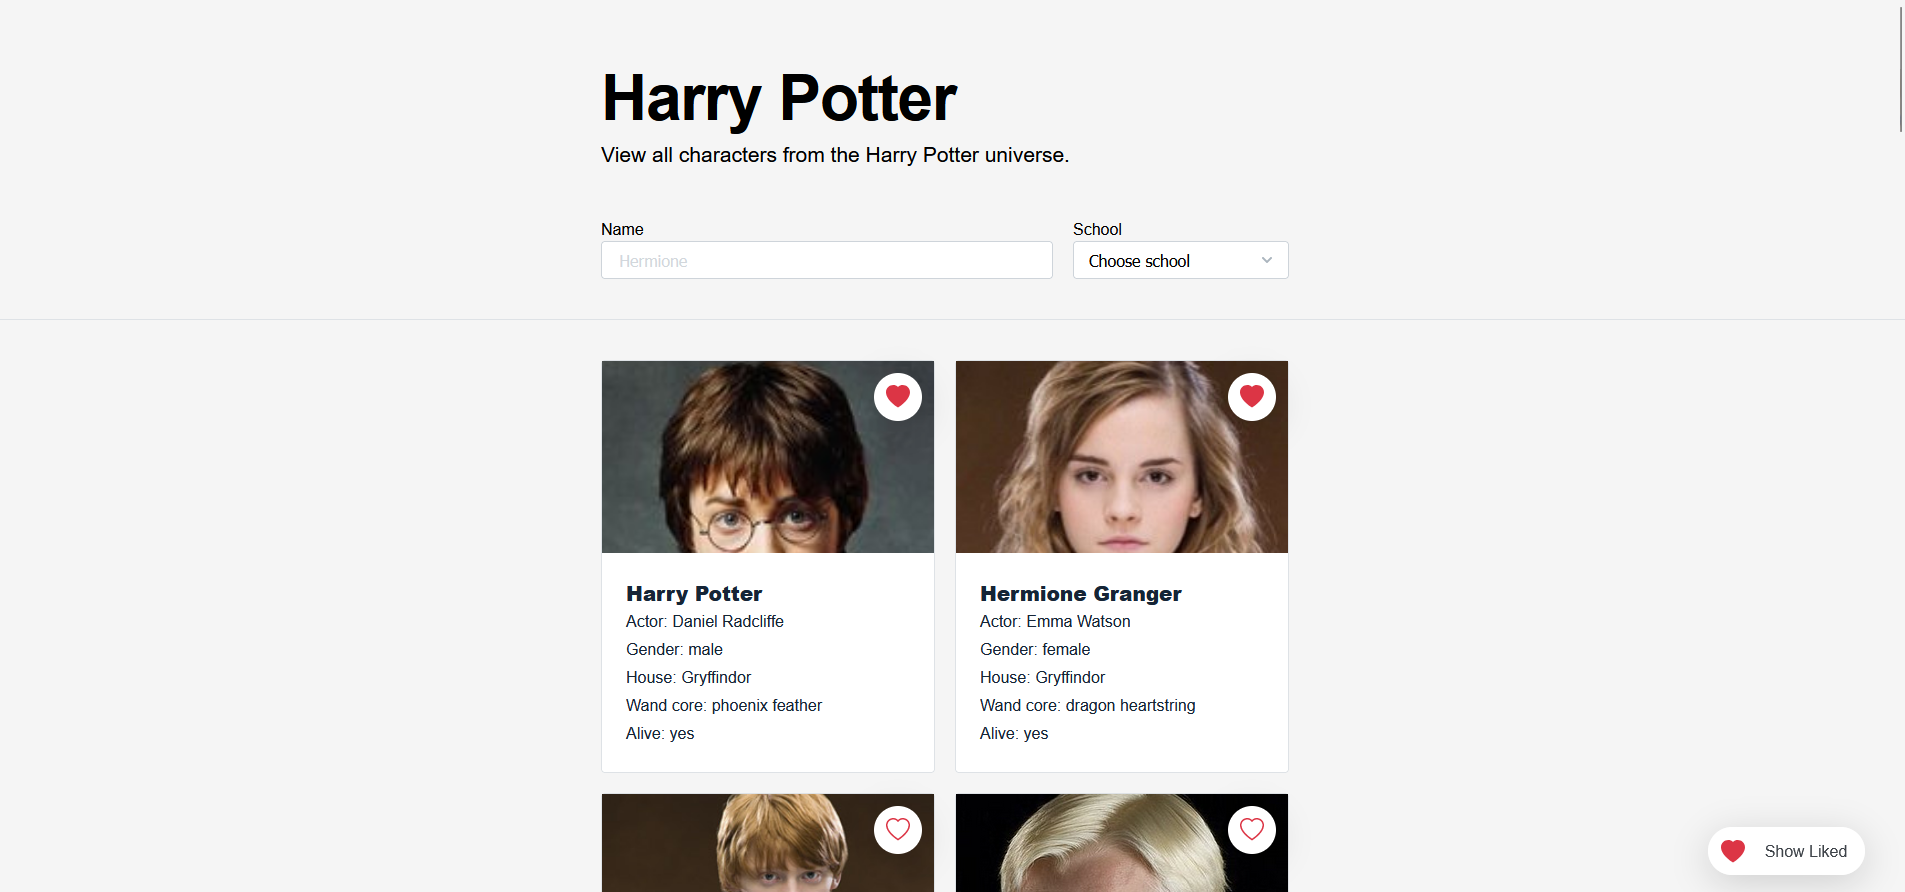 Harry Potter
View all characters from the Harry Potter universe.
Name
School
Hermione
Choose school
Harry Potter
Actor: Daniel Radcliffe
Gender: male
House: Gryffindor
Wand core: phoenix feather
Alive: yes
Hermione Granger
Actor: Emma Watson
Gender: female
House: Gryffindor
Wand core: dragon heartstring
Alive: yes
Show Liked